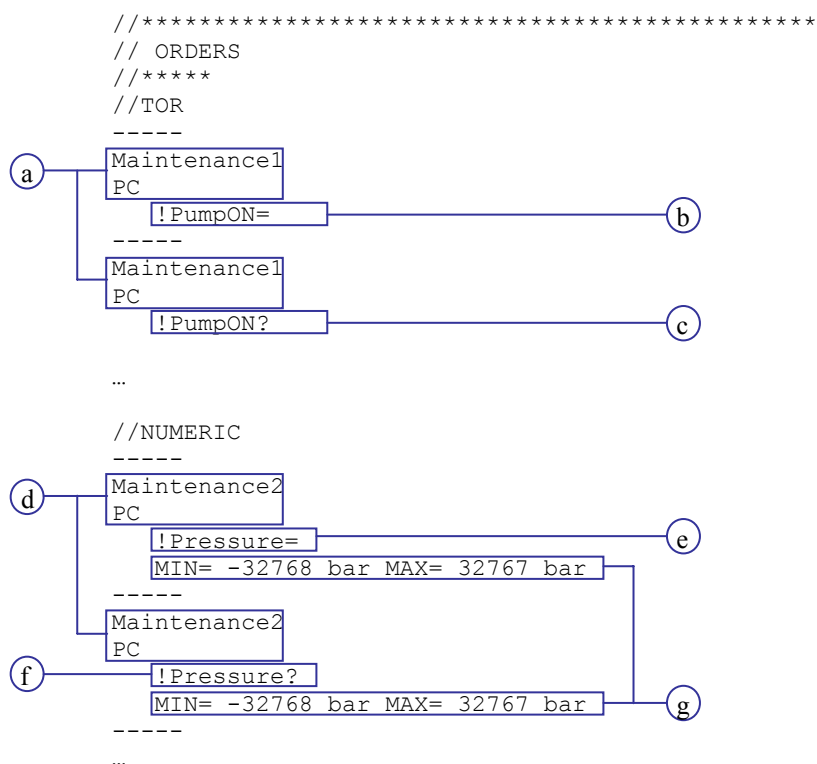 //***********************************************
// ORDERS
//*****
//TOR
-----
a
Maintenance1
PC
!PumpON=
b
-----
Maintenance1
PC
!PumpON?
c
…
//NUMERIC
-----
d
Maintenance2
PC
!Pressure=
e
MIN= -32768 bar MAX= 32767 bar
-----
Maintenance2
PC
f
!Pressure?
MIN= -32768 bar MAX= 32767 bar
g
-----
…